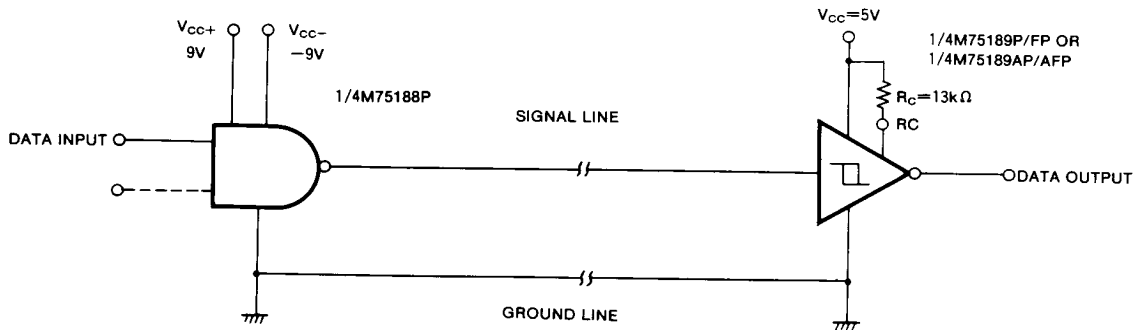 VCC+
9V
VCC−
−9V
1/4M75188P
DATA INPUT
SIGNAL LINE
VCC=5V
1/4M75189P/FP OR
1/4M75189AP/AFP
RC=13kΩ
RC
DATA OUTPUT
GROUND LINE